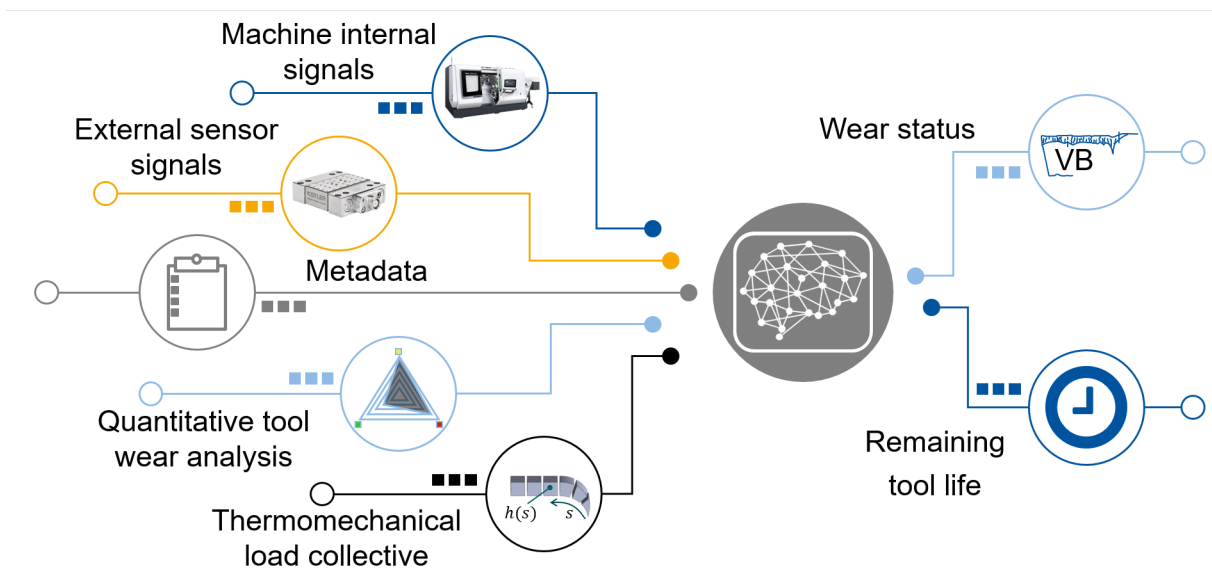 Machine internal
signals
External sensor
signals
Metadata
Quantitative tool
wear analysis
Thermomechanical
load collective
h(s)
s
Wear status
VB
Remaining
tool life